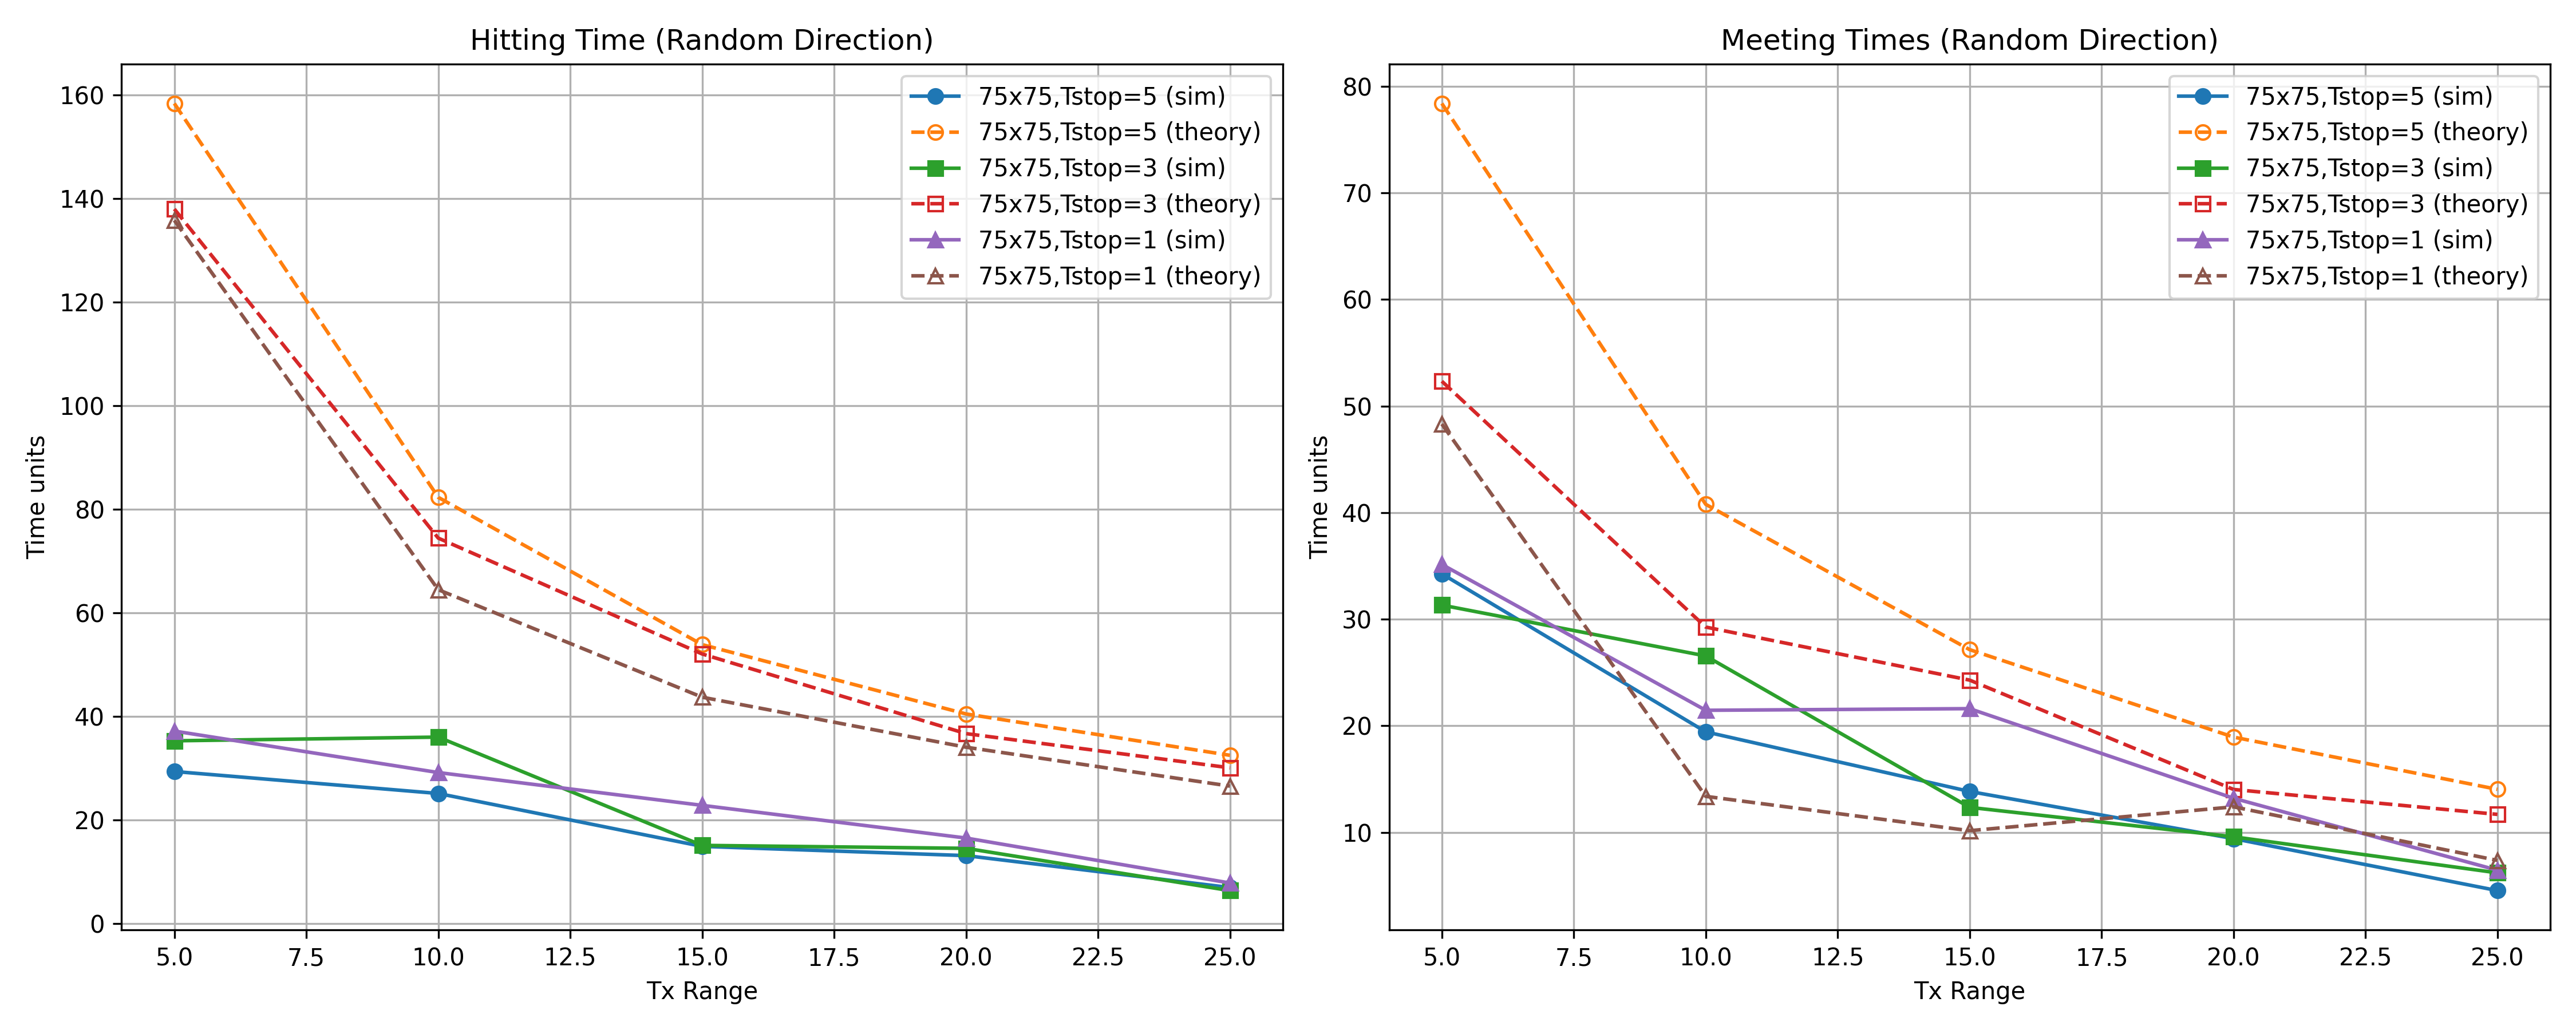 Hitting Time (Random Direction)
160
140
120
100
80
60
40
20
0
Time units
75x75,Tstop=5 (sim)
75x75,Tstop=5 (theory)
75x75,Tstop=3 (sim)
75x75,Tstop=3 (theory)
75x75,Tstop=1 (sim)
75x75,Tstop=1 (theory)
5.0 7.5 10.0 12.5 15.0 17.5 20.0 22.5 25.0
Tx Range
Meeting Times (Random Direction)
80
70
60
50
40
30
20
10
Time units
75x75,Tstop=5 (sim)
75x75,Tstop=5 (theory)
75x75,Tstop=3 (sim)
75x75,Tstop=3 (theory)
75x75,Tstop=1 (sim)
75x75,Tstop=1 (theory)
5.0 7.5 10.0 12.5 15.0 17.5 20.0 22.5 25.0
Tx Range